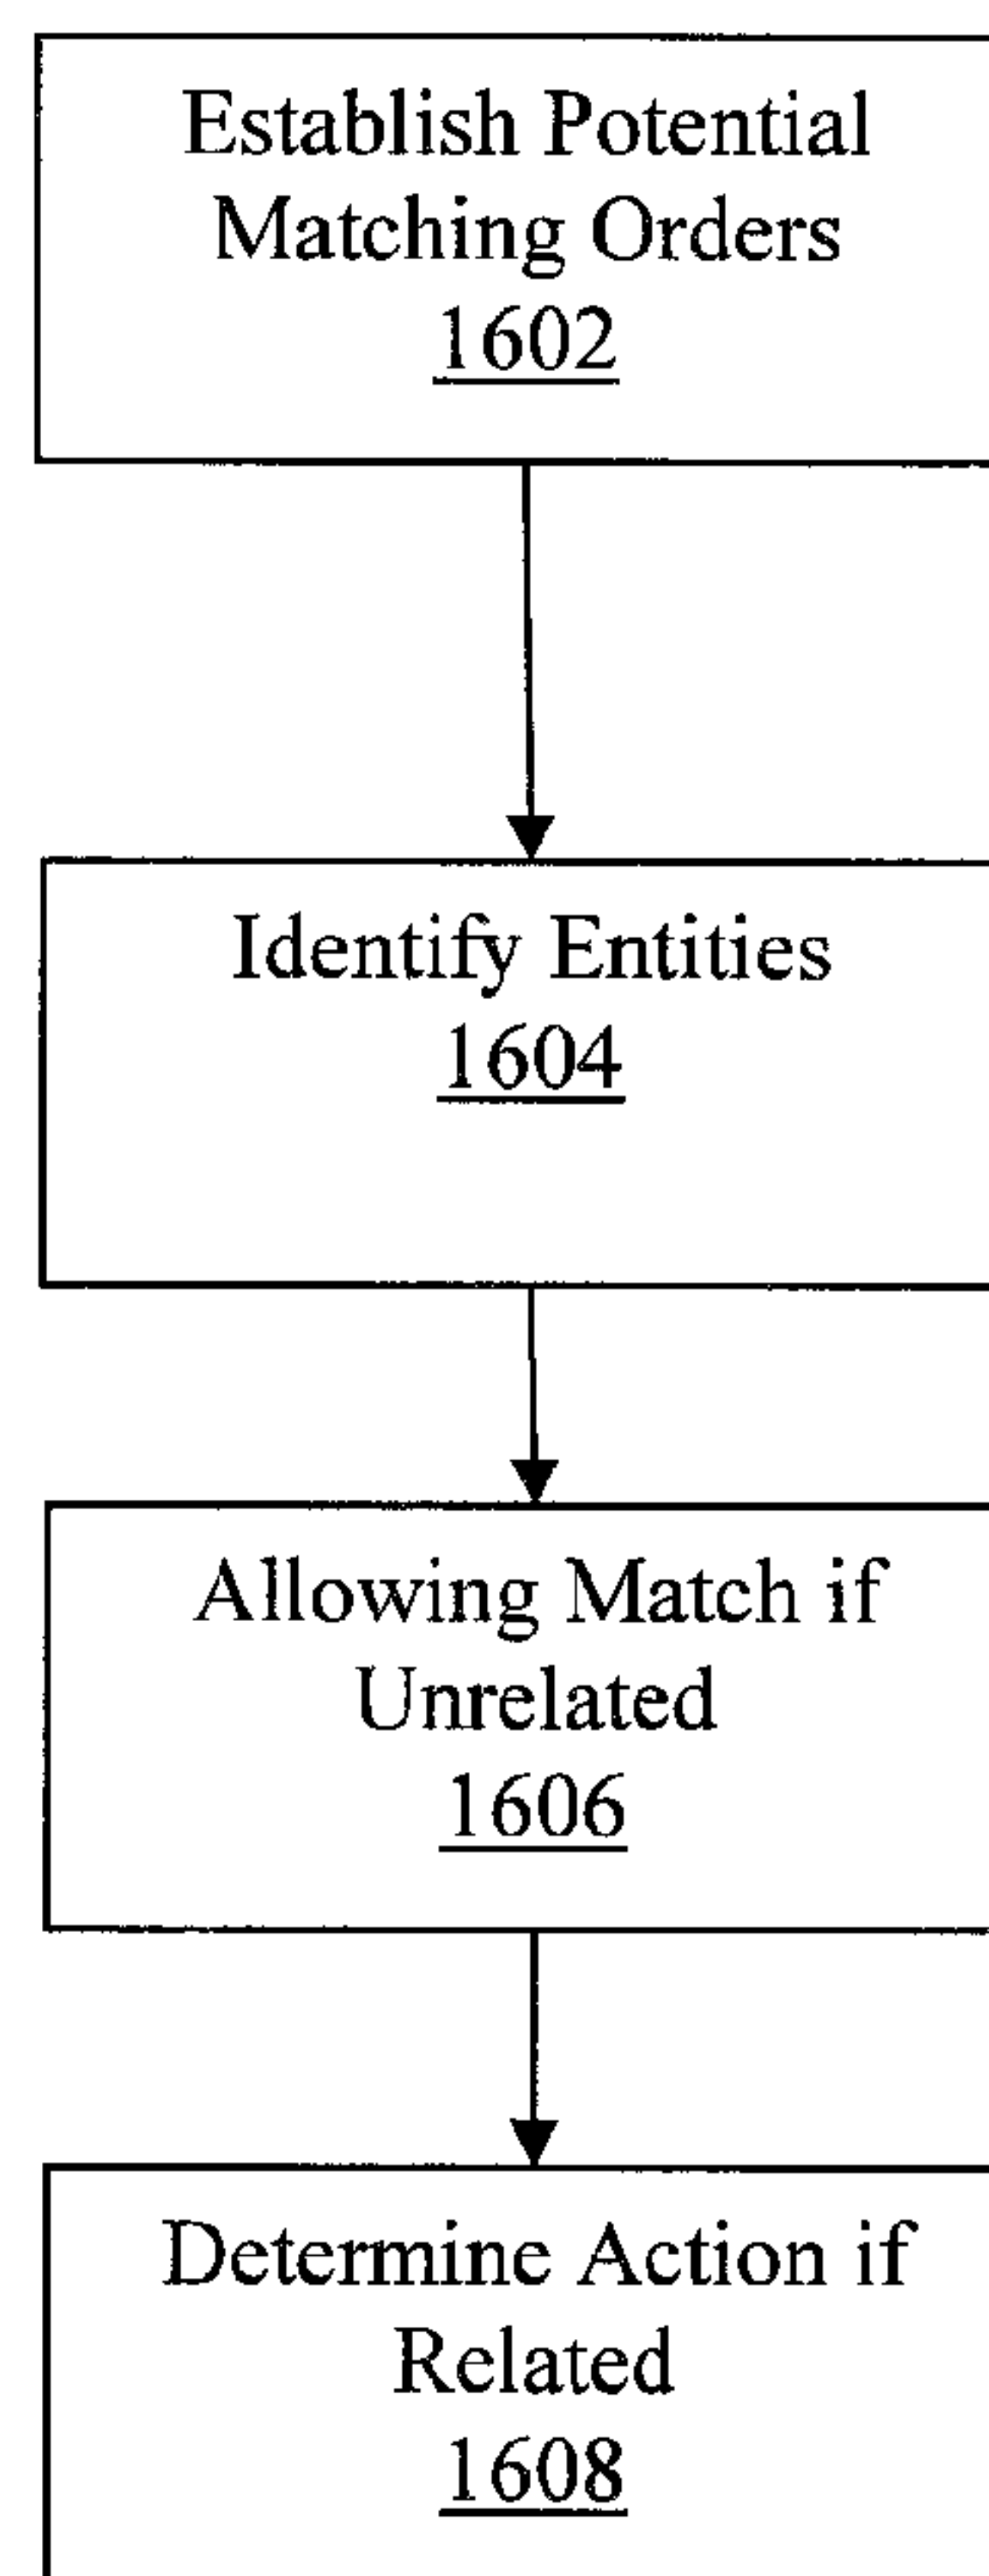 Establish Potential
Matching Orders
1602
Identify Entities
1604
Allowing Match if
Unrelated
1606
Determine Action if
Related
1608